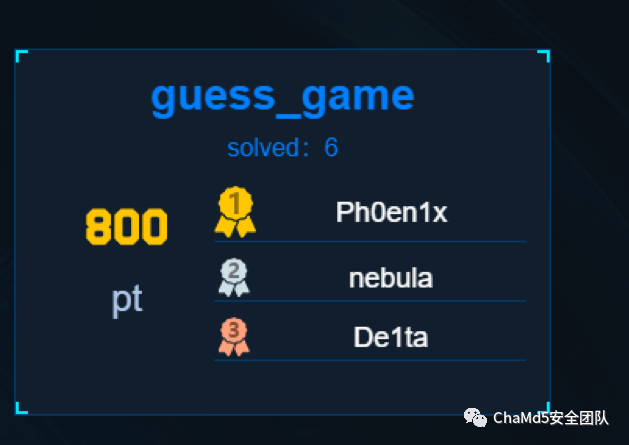 guess_game
solved: 6
800
pt
1
Ph0en1x
2
nebula
3
De1ta
ChaMd5安全团队